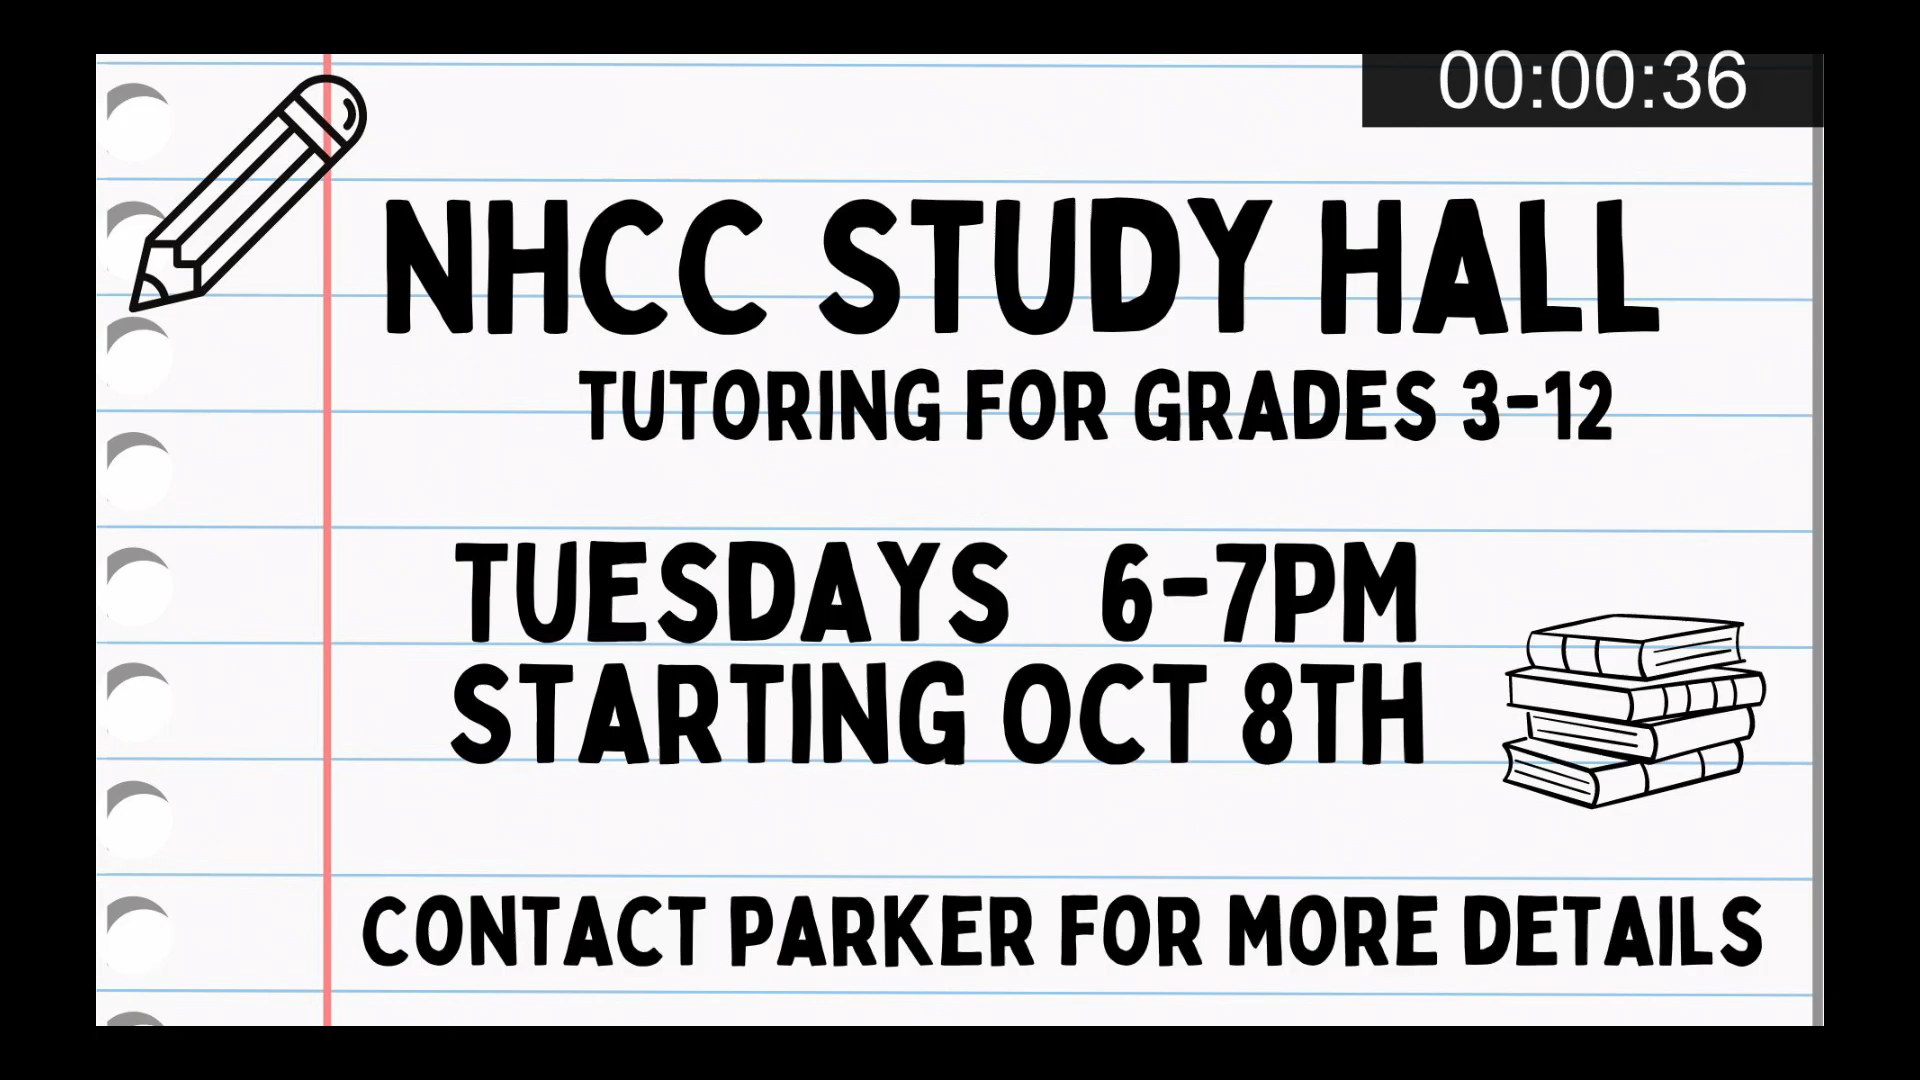 00:00:36
NHCC STUDY HALL
TUTORING FOR GRADES 3-12
TUESDAYS 6-7PM
STARTING OCT 8TH
CONTACT PARKER FOR MORE DETAILS